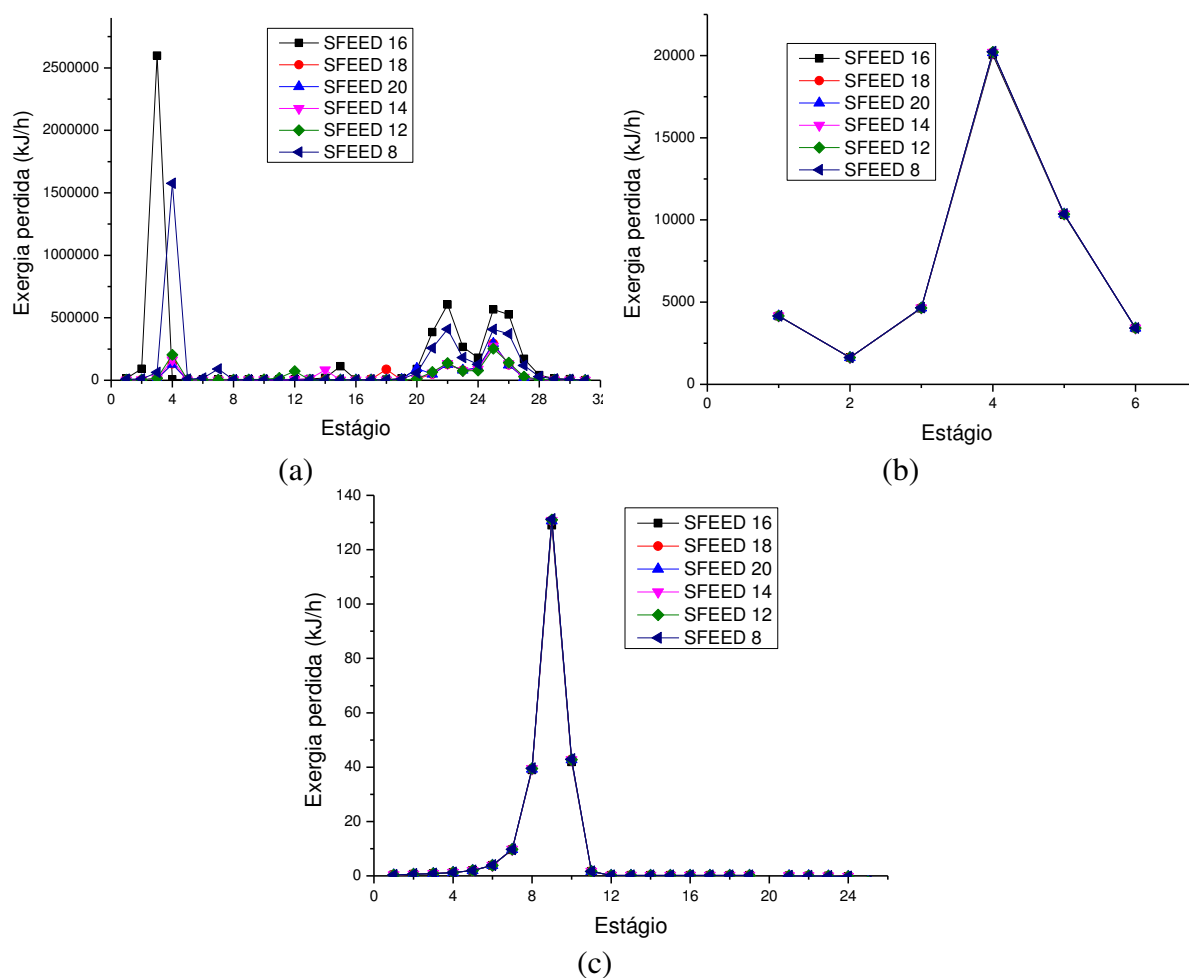 SFEED 16
SFEED 18
SFEED 20
SFEED 14
SFEED 12
SFEED 8
2500000
2000000
1500000
1000000
500000
0
Exergia perdida (kJ/h)
0 4 8 12 16 20 24 28 32
Estágio
(a)
SFEED 16
SFEED 18
SFEED 20
SFEED 14
SFEED 12
SFEED 8
20000
15000
10000
5000
0
Exergia perdida (kJ/h)
0 2 4 6
Estágio
(b)
SFEED 16
SFEED 18
SFEED 20
SFEED 14
SFEED 12
SFEED 8
140
120
100
80
60
40
20
0
Exergia perdida (kJ/h)
0 4 8 12 16 20 24
Estágio
(c)